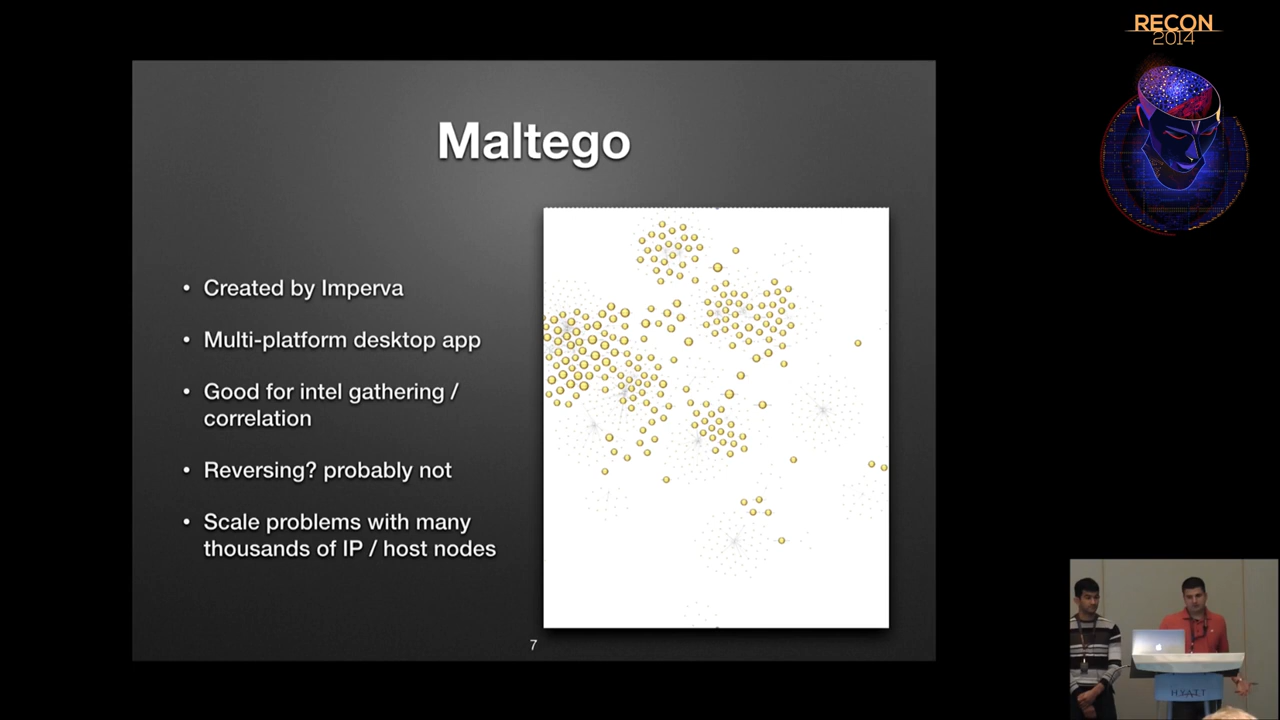 RECON
2014
Maltego
• Created by Imperva
• Multi-platform desktop app
• Good for intel gathering /
correlation
• Reversing? probably not
• Scale problems with many
thousands of IP / host nodes
7
HYATT